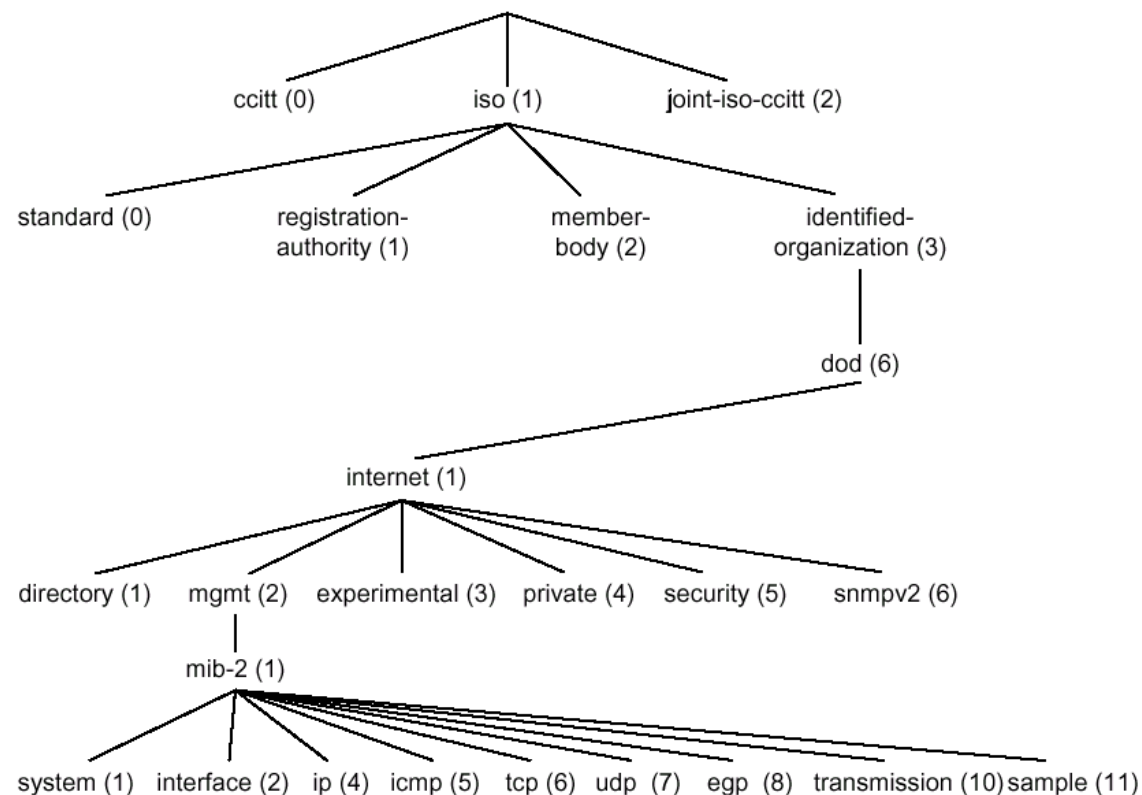 ccitt (0) iso (1) joint-iso-ccitt (2)
standard (0) registration- member- identified-
authority (1) body (2) organization (3)
dod (6)
internet (1)
directory (1) mgmt (2) experimental (3) private (4) security (5) snmpv2 (6)
mib-2 (1)
system (1) interface (2) ip (4) icmp (5) tcp (6) udp (7) egp (8) transmission (10) sample (11)